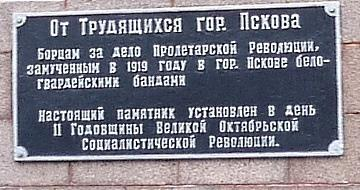 От Трудящихся гор. Пскова
Борцам за дело Пролетарской Революции,
замученным в 1919 году в гор. Пскове бело-
гвардейскими бандами
Настоящий памятник установлен в день
II Годовщины Великой Октябрьской
Социалистической Революции.